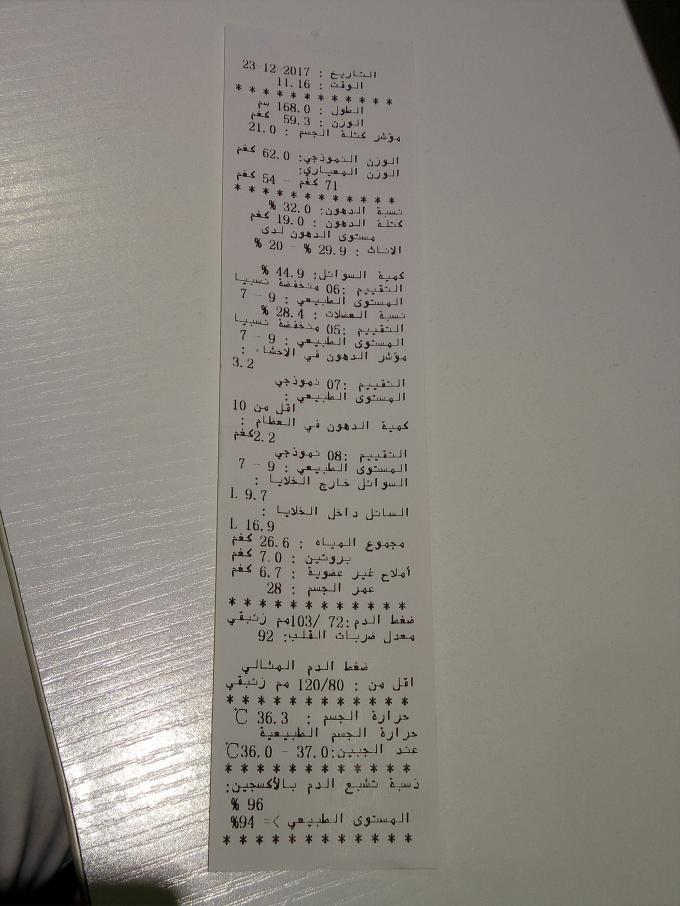 التاريخ : 2017-12-23
الوقت : 11.16
* * * * * * * * * * * *
الطول : 168.0 سم
الوزن : 59.3 كغم
مؤشر كتلة الجسم : 21.0
الوزن النموذجي: 62.0 كغم
الوزن المعياري:
71 كغم - 54 كغم
* * * * * * * * * * * *
نسبة الدهون: 32.0 %
كتلة الدهون : 19.0 كغم
مستوى الدهون لدى
الاناث : 29.9 % - 20 %
كمية السوائل: 44.9 %
التقييم :06 منخفضة نسبيا
المستوى الطبيعي : 9 - 7
نسبة العضلات : 28.4 %
التقييم :05 منخفضة نسبيا
المستوى الطبيعي : 9 - 7
مؤشر الدهون في الاحشاء :
3.2
التقييم :07 نموذجي
المستوى الطبيعي :
اقل من 10
كمية الدهون في العظام :
2.2كغم
التقييم :08 نموذجي
المستوى الطبيعي : 9 - 7
السوائل خارج الخلايا :
L 9.7
السائل داخل الخلايا :
L 16.9
مجموع المياه : 26.6 كغم
بروتين : 7.0 كغم
أملاح غير عضوية : 6.7 كغم
عمر الجسم : 28
* * * * * * * * * * * *
ضغط الدم:72 /103مم زئبقي
معدل ضربات القلب: 92
ضغط الدم المثالي
اقل من : 120/80 مم زئبقي
* * * * * * * * * * * *
حرارة الجسم : 36.3 ℃
حرارة الجسم الطبيعية
عند الجبين:37.0 - 36.0℃
* * * * * * * * * * * *
نسبة تشبع الدم بالأكسجين:
96 %
المستوى الطبيعي >= 94%
* * * * * * * * * * * *